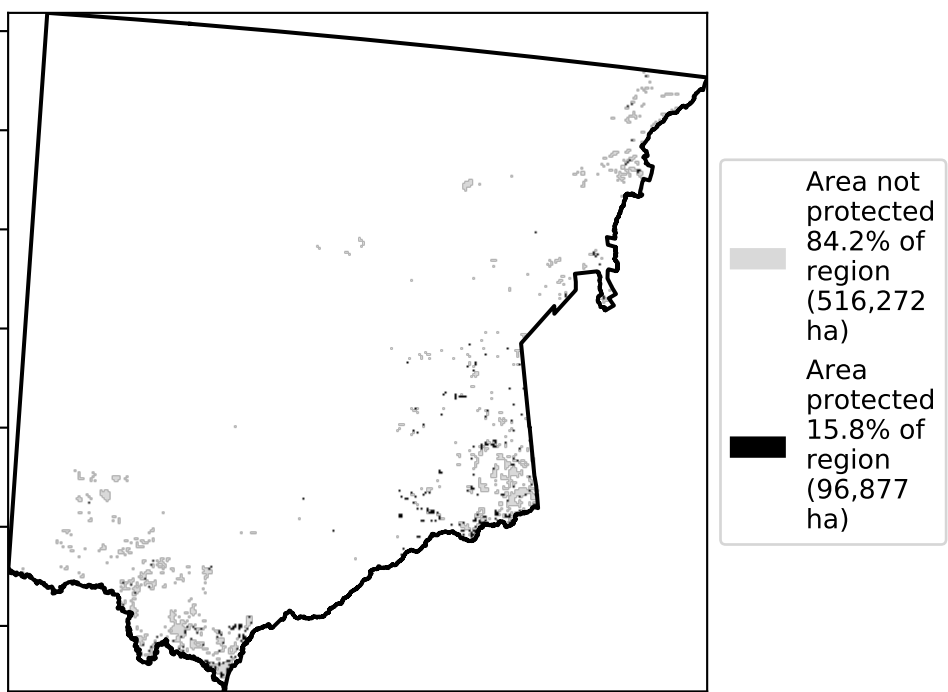 Area not
protected
84.2% of
region
(516,272
ha)
Area
protected
15.8% of
region
(96,877
ha)